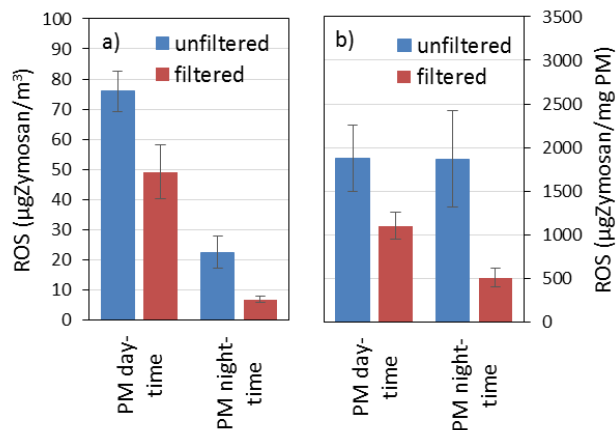 a)
unfiltered
filtered
ROS (µgZymosan/m³)
100
90
80
70
60
50
40
30
20
10
0
PM day-
time
PM night-
time
b)
unfiltered
filtered
3500
3000
2500
2000
1500
1000
500
0
ROS (µgZymosan/mg PM)
PM day-
time
PM night-
time